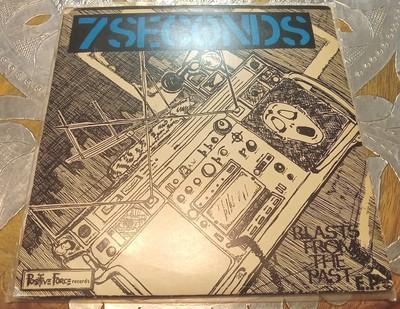 7SECONDS
BLASTS
FROM
THE
PAST
E.P.
POSITIVE FORCE records